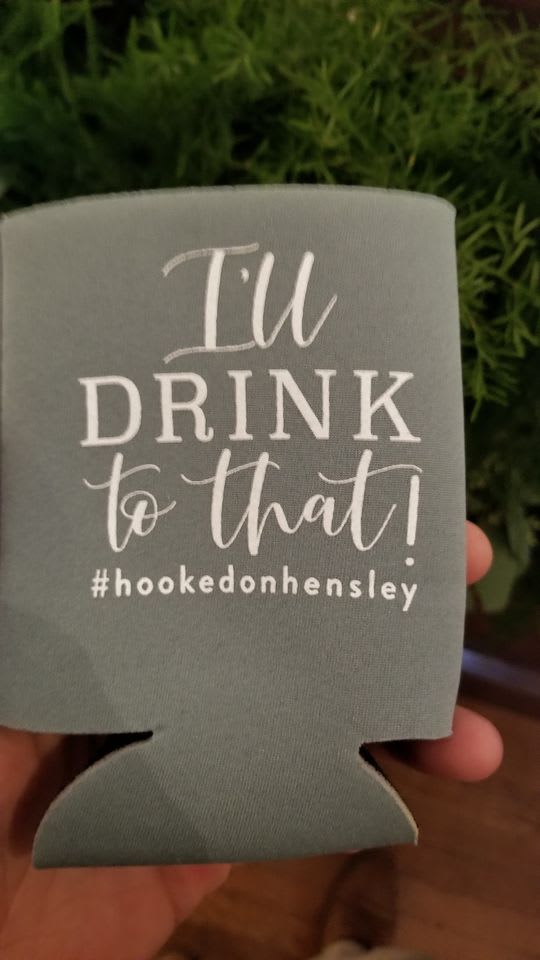 I'll
DRINK
to that!
#hookedonhensley